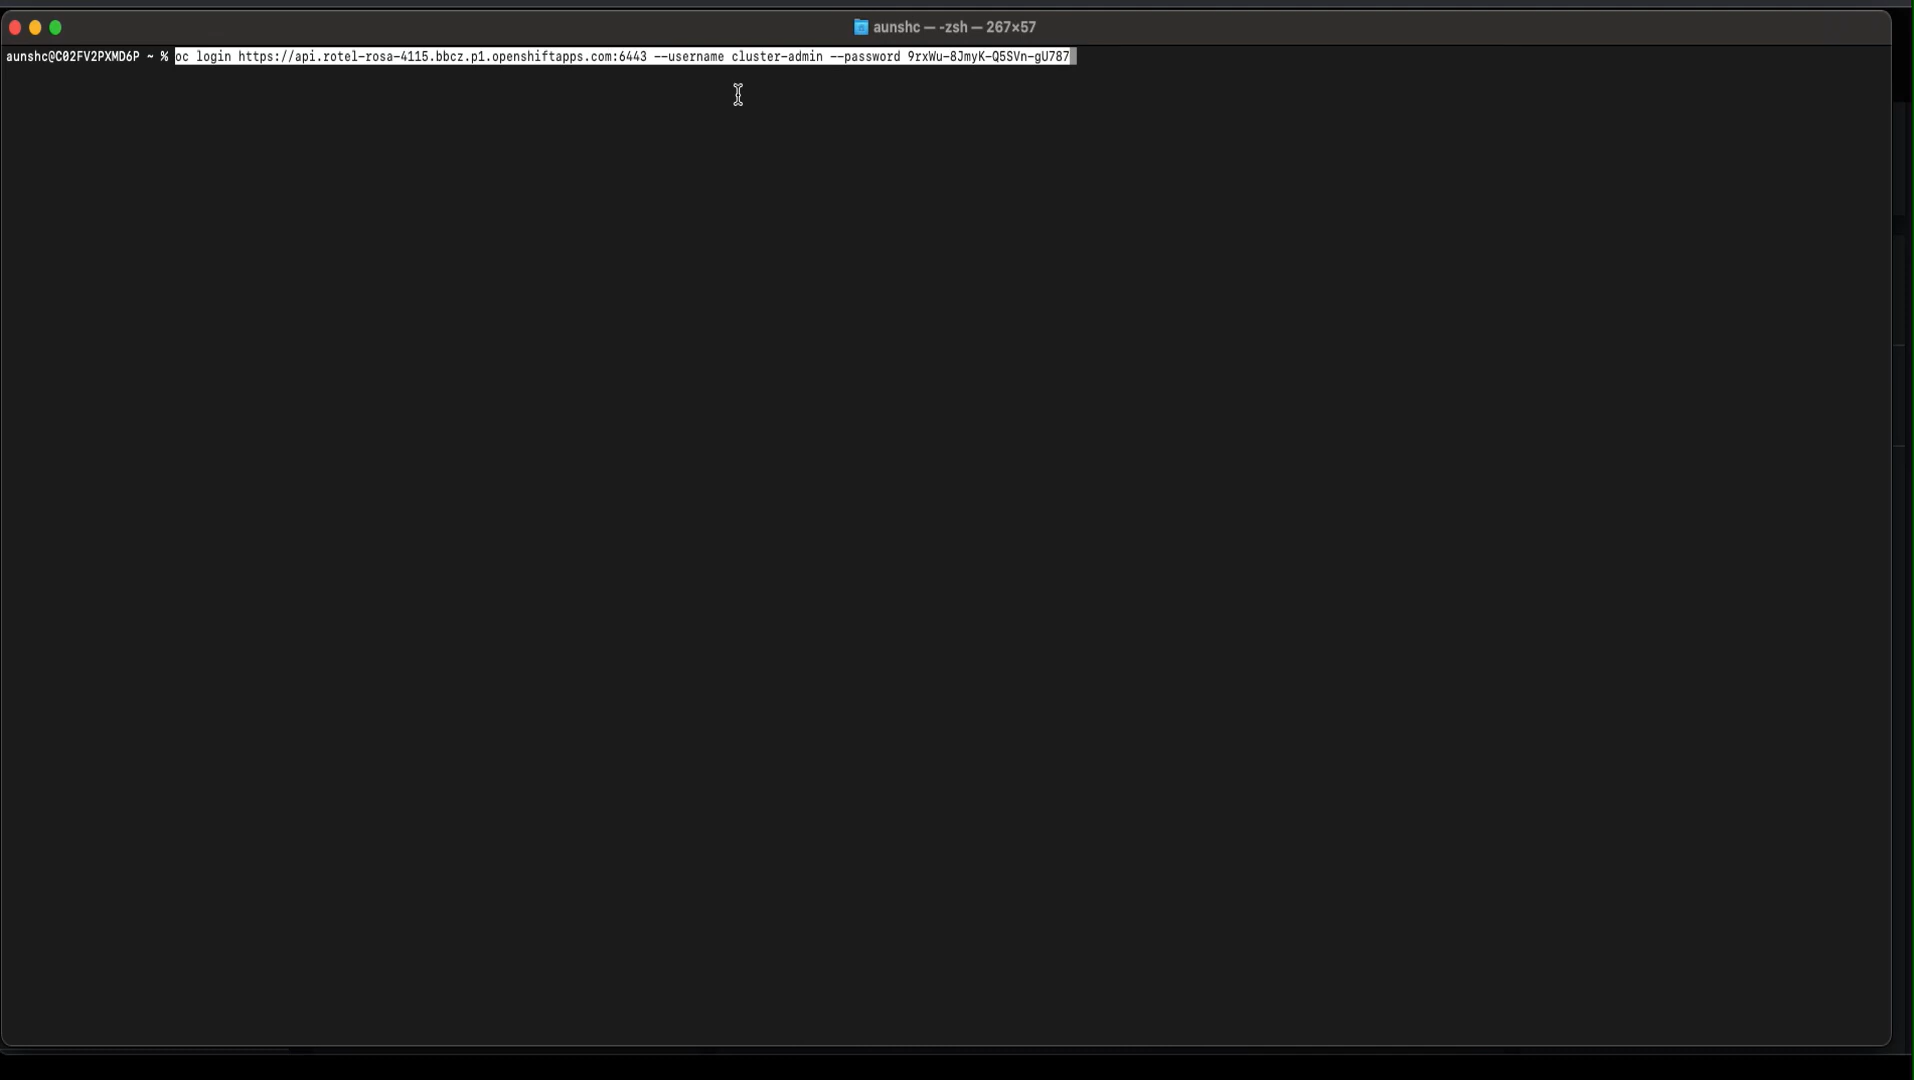 aunshc — -zsh — 267×57
aunshc@C02FV2PXMD6P ~ % oc login https://api.rotel-rosa-4115.bbcz.p1.openshiftapps.com:6443 --username cluster-admin --password 9rxWu-8JmyK-Q5SVn-gU787